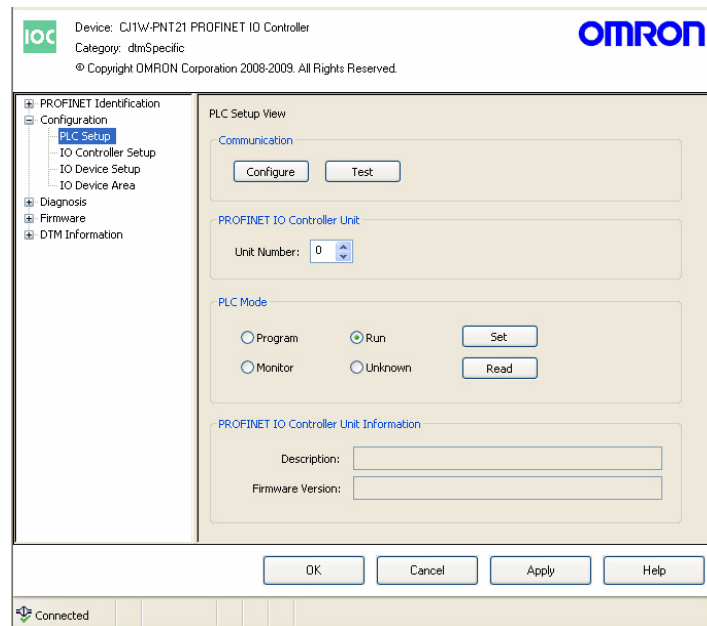 IOC
Device: CJ1W-PNT21 PROFINET IO Controller
OMRON
Category: dtmSpecific
© Copyright OMRON Corporation 2008-2009. All Rights Reserved.
PROFINET Identification
Configuration
PLC Setup
IO Controller Setup
IO Device Setup
IO Device Area
Diagnosis
Firmware
DTM Information
PLC Setup View
Communication
Configure Test
PROFINET IO Controller Unit
Unit Number: 0
PLC Mode
Program Run Set
Monitor Unknown Read
PROFINET IO Controller Unit Information
Description:
Firmware Version:
OK Cancel Apply Help
Connected